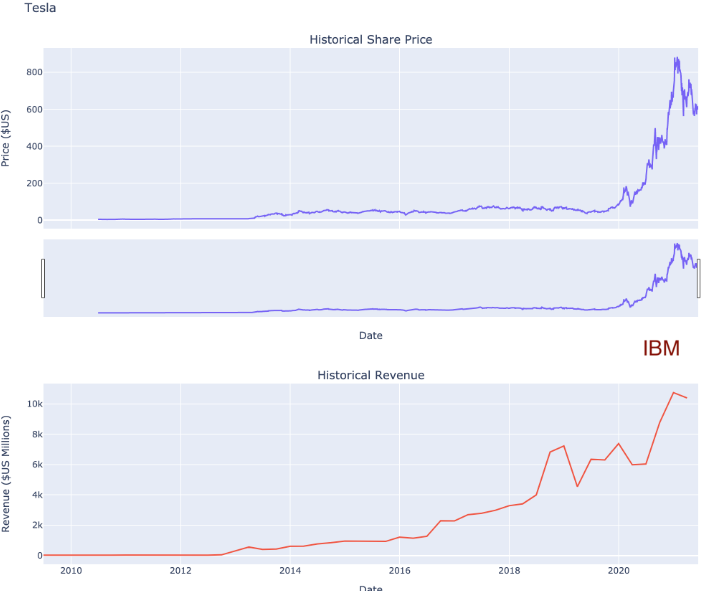 Tesla
Historical Share Price
800
600
400
200
0
Price ($US)
Date
IBM
Historical Revenue
10k
8k
6k
4k
2k
0
Revenue ($US Millions)
2010 2012 2014 2016 2018 2020
Date